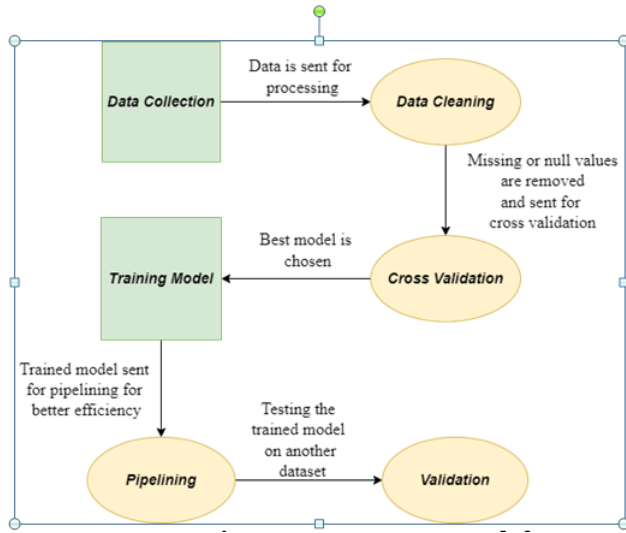 Data Collection
Data is sent for
processing
Data Cleaning
Missing or null values
are removed
and sent for
cross validation
Cross Validation
Best model is
chosen
Training Model
Trained model sent
for pipelining for
better efficiency
Pipelining
Testing the
trained model
on another
dataset
Validation